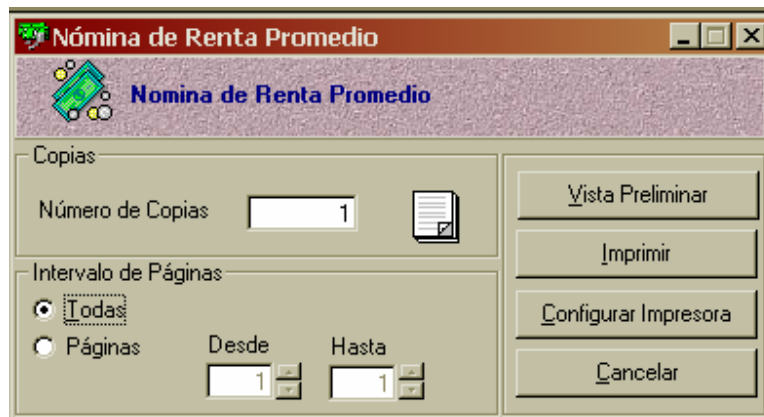 Nómina de Renta Promedio
Nomina de Renta Promedio
Copias
Número de Copias 1
Intervalo de Páginas
Todas
Páginas Desde Hasta
1 1
Vista Preliminar
Imprimir
Configurar Impresora
Cancelar